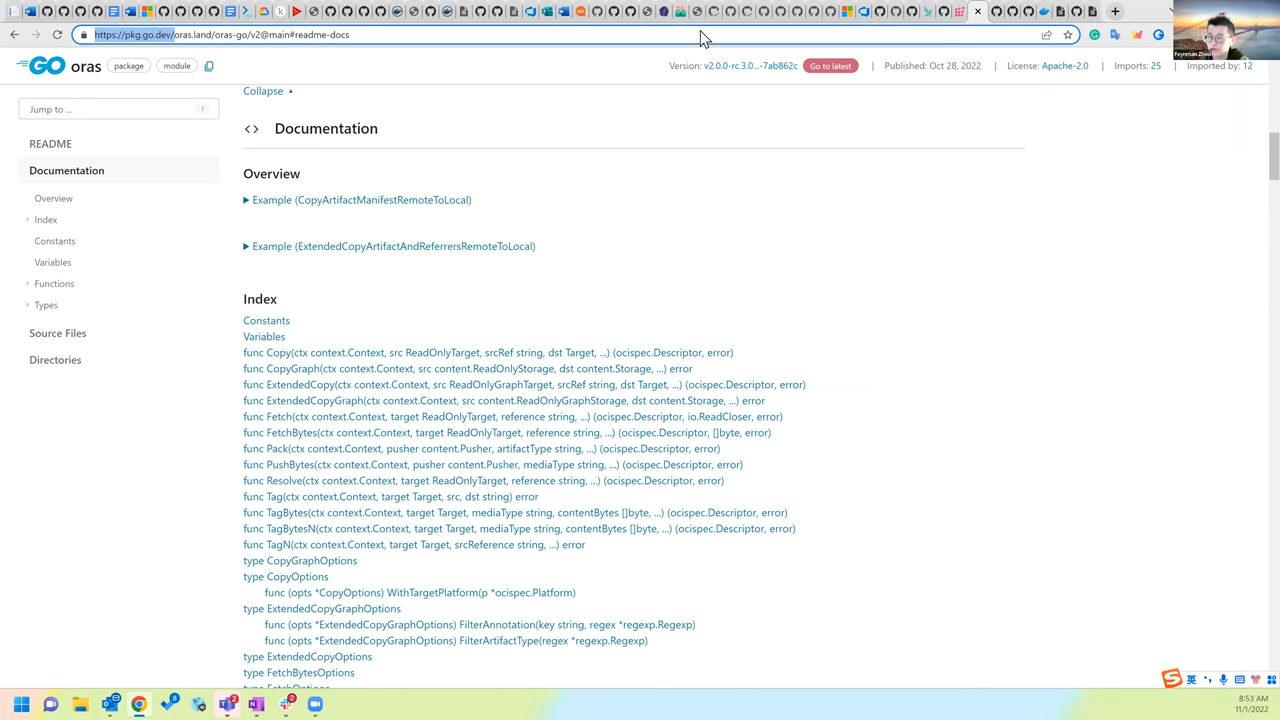 https://pkg.go.dev/oras.land/oras-go/v2@main#readme-docs
Feynman Zhou
GO oras package module
Version: v2.0.0-rc.3.0...-7ab862c Go to latest | Published: Oct 28, 2022 | License: Apache-2.0 | Imports: 25 | Imported by: 12
Collapse
Jump to ... f
README
Documentation
Overview
Index
Constants
Variables
Functions
Types
Source Files
Directories
Documentation
Overview
Example (CopyArtifactManifestRemoteToLocal)
Example (ExtendedCopyArtifactAndReferrersRemoteToLocal)
Index
Constants
Variables
func Copy(ctx context.Context, src ReadOnlyTarget, srcRef string, dst Target, ...) (ocispec.Descriptor, error)
func CopyGraph(ctx context.Context, src content.ReadOnlyStorage, dst content.Storage, ...) error
func ExtendedCopy(ctx context.Context, src ReadOnlyGraphTarget, srcRef string, dst Target, ...) (ocispec.Descriptor, error)
func ExtendedCopyGraph(ctx context.Context, src content.ReadOnlyGraphStorage, dst content.Storage, ...) error
func Fetch(ctx context.Context, target ReadOnlyTarget, reference string, ...) (ocispec.Descriptor, io.ReadCloser, error)
func FetchBytes(ctx context.Context, target ReadOnlyTarget, reference string, ...) (ocispec.Descriptor, []byte, error)
func Pack(ctx context.Context, pusher content.Pusher, artifactType string, ...) (ocispec.Descriptor, error)
func PushBytes(ctx context.Context, pusher content.Pusher, mediaType string, ...) (ocispec.Descriptor, error)
func Resolve(ctx context.Context, target ReadOnlyTarget, reference string, ...) (ocispec.Descriptor, error)
func Tag(ctx context.Context, target Target, src, dst string) error
func TagBytes(ctx context.Context, target Target, mediaType string, contentBytes []byte, ...) (ocispec.Descriptor, error)
func TagBytesN(ctx context.Context, target Target, mediaType string, contentBytes []byte, ...) (ocispec.Descriptor, error)
func TagN(ctx context.Context, target Target, srcReference string, ...) error
type CopyGraphOptions
type CopyOptions
func (opts *CopyOptions) WithTargetPlatform(p *ocispec.Platform)
type ExtendedCopyGraphOptions
func (opts *ExtendedCopyGraphOptions) FilterAnnotation(key string, regex *regexp.Regexp)
func (opts *ExtendedCopyGraphOptions) FilterArtifactType(regex *regexp.Regexp)
type ExtendedCopyOptions
type FetchBytesOptions
英
8:53 AM
11/1/2022